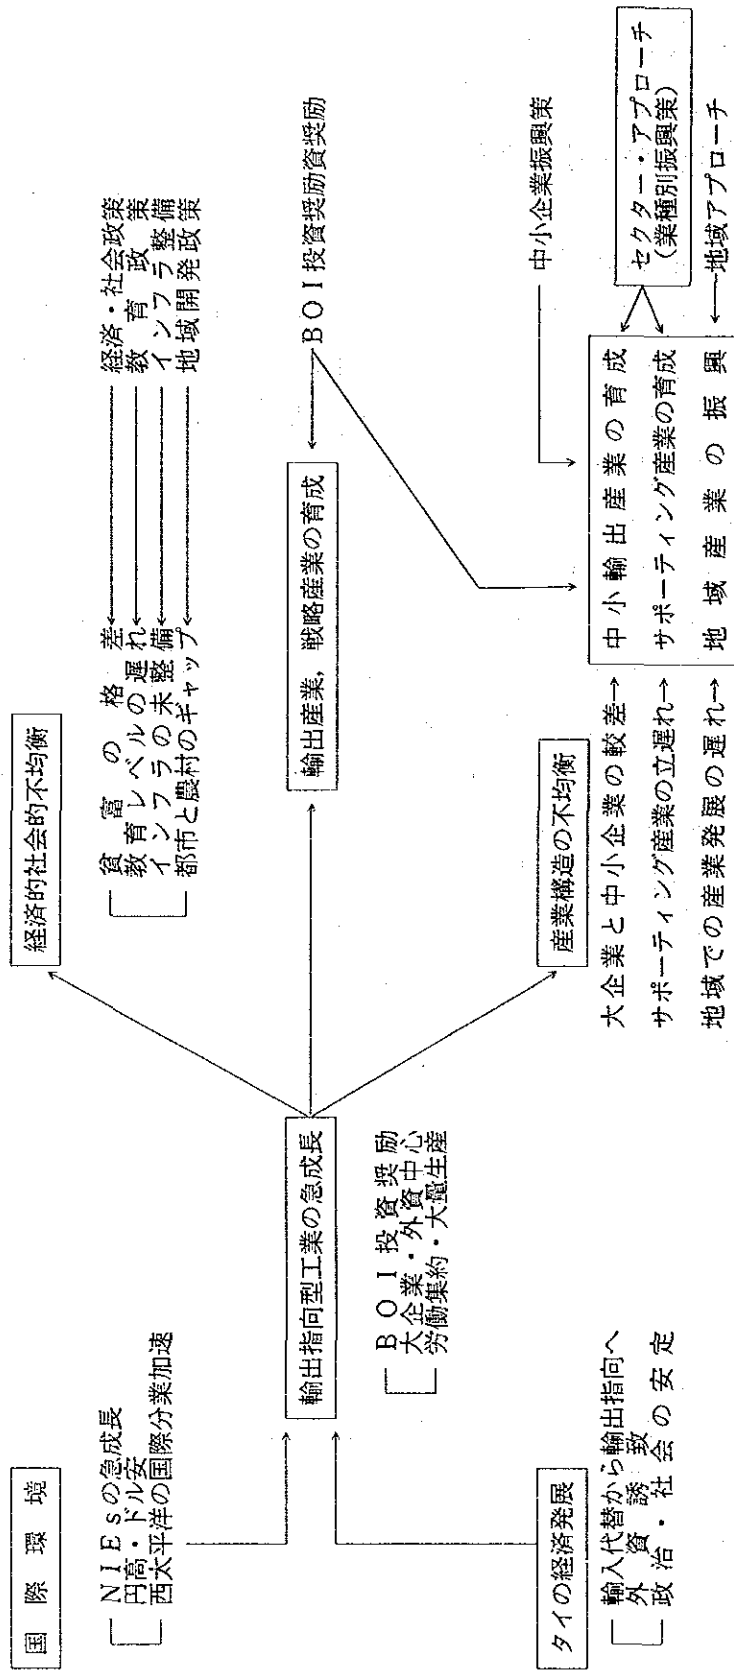 国際環境
NIEsの急成長
円高・ドル安
西太平洋の国際分業加速
タイの経済発展
輸入代替から輸出指向へ
外資誘致
政治・社会の安定
輸出指向型工業の急成長
BOI投資奨励
大企業・外資中心
労働集約・大量生産
経済的社会的不均衡
貧富の格差
教育レベルの遅れ
インフラの未整備
都市と農村のギャップ
経済・社会政策
教育政策
インフラ整備
地域開発政策
輸出産業,戦略産業の育成
BOI投資奨励資奨励
産業構造の不均衡
大企業と中小企業の較差→
サポーティング産業の立遅れ→
地域での産業発展の遅れ→
中小輸出産業の育成
サポーティング産業の育成
地域産業の振興
中小企業振興策
セクター・アプローチ
(業種別振興策)
←地域アプローチ